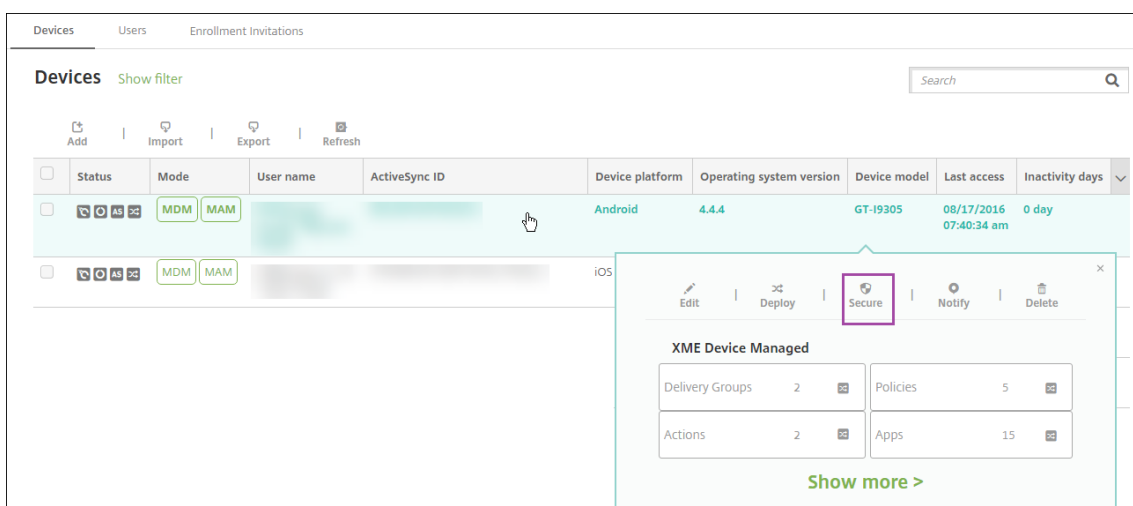 Devices Users Enrollment Invitations
Devices Show filter
Search
Add | Import | Export | Refresh
Status Mode User name ActiveSync ID Device platform Operating system version Device model Last access Inactivity days
AS MDM MAM Android 4.4.4 GT-I9305 08/17/2016 0 day
07:40:34 am
AS MDM MAM iOS
×
Edit | Deploy | Secure | Notify | Delete
XME Device Managed
Delivery Groups 2 Policies 5
Actions 2 Apps 15
Show more >